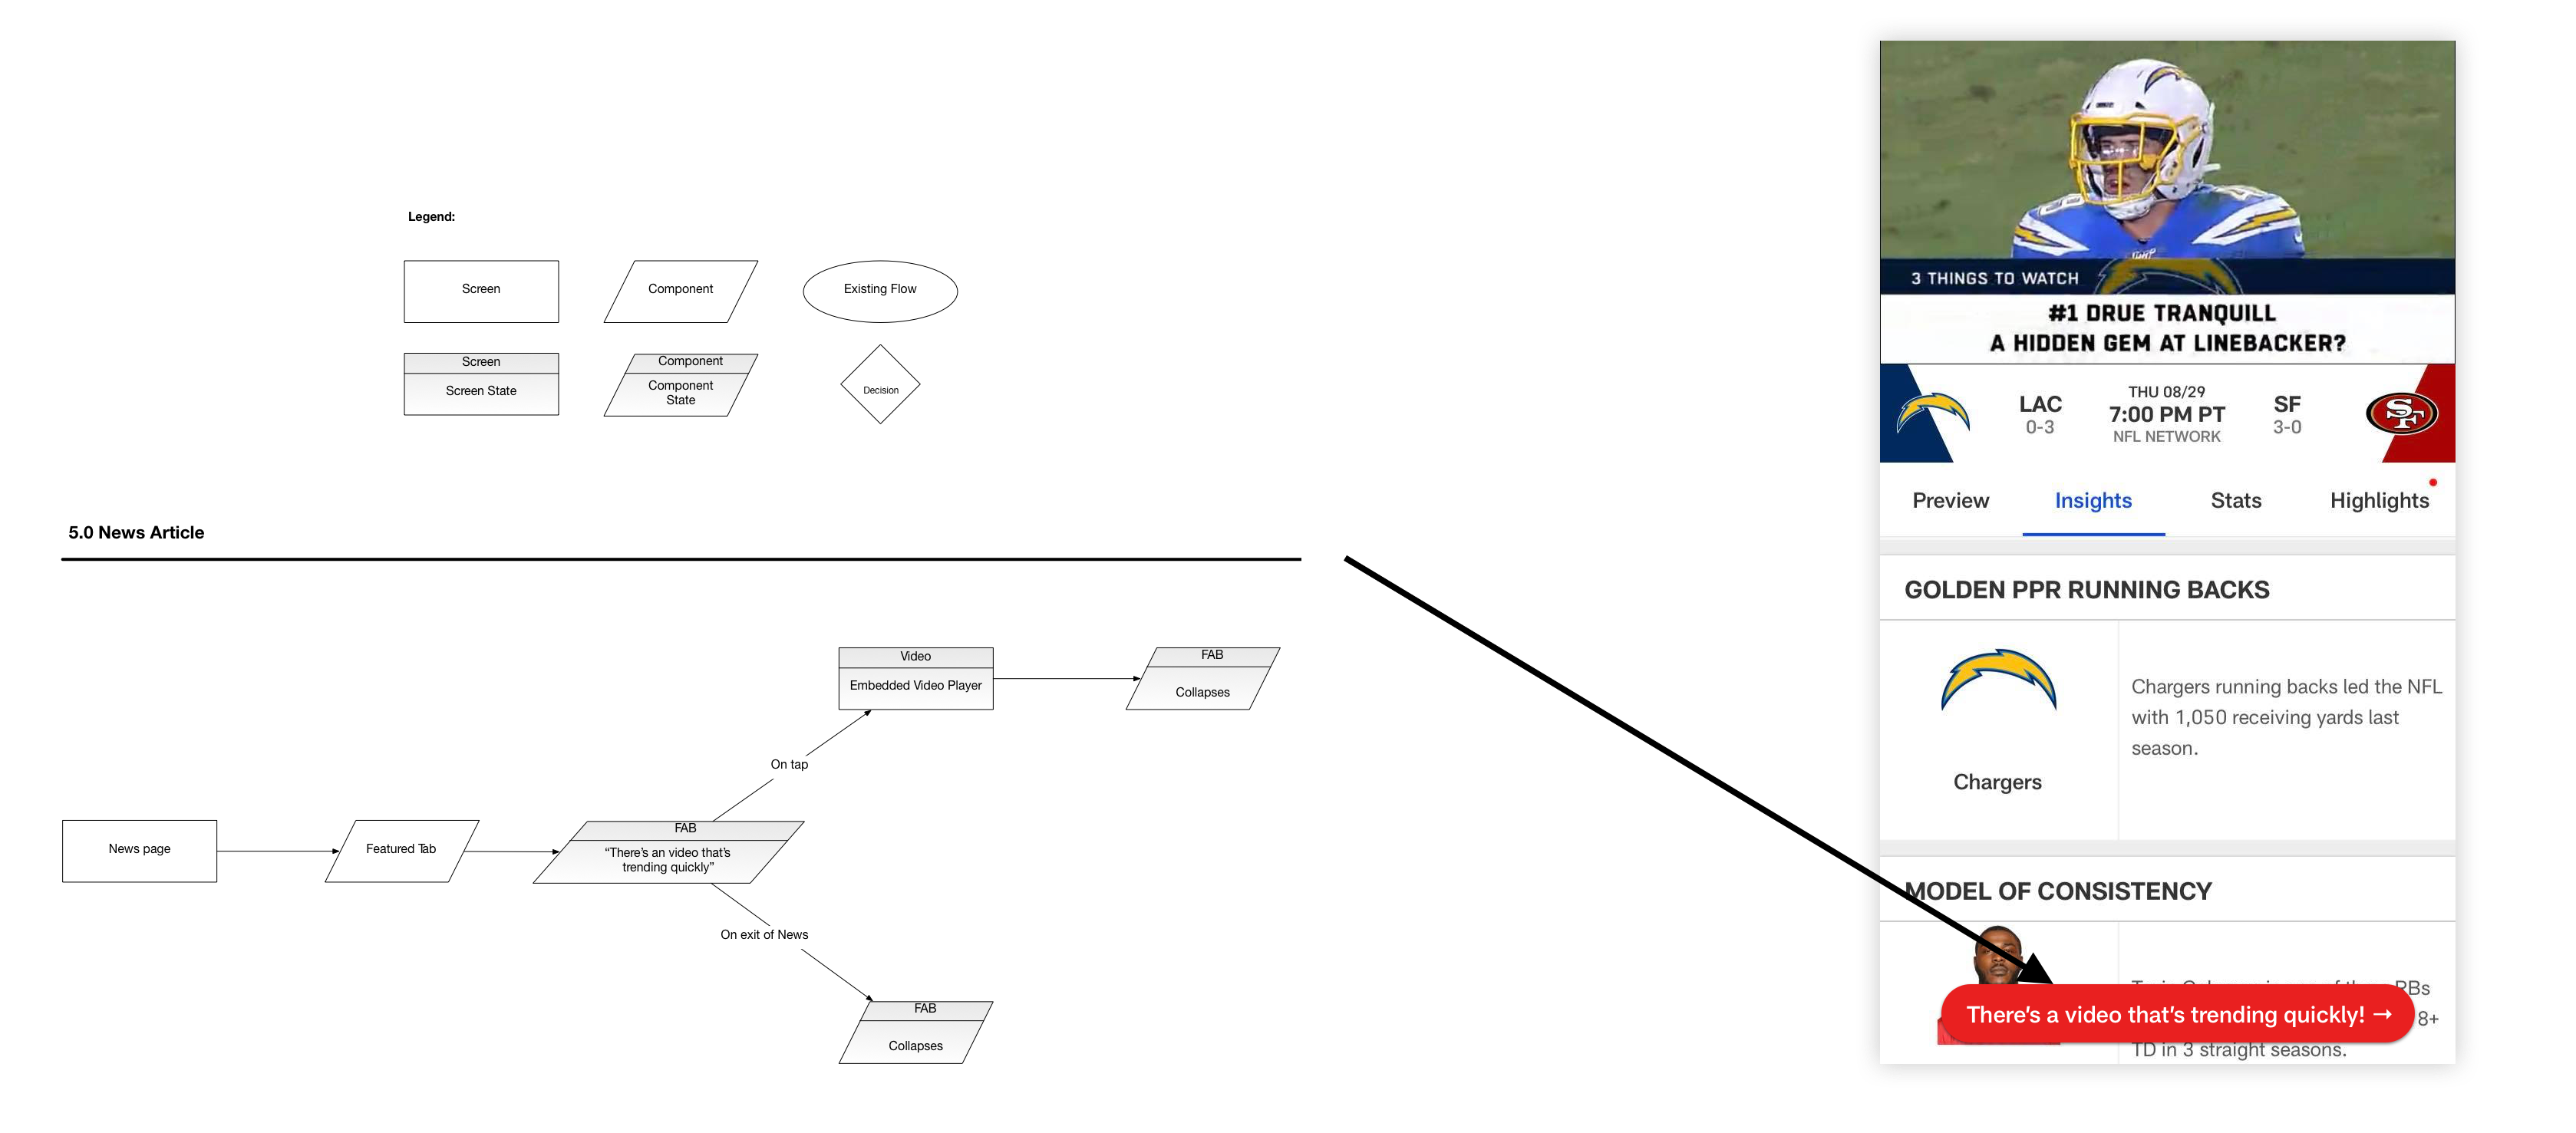 Legend:
Screen
Component
Existing Flow
Screen
Screen State
Component
Component
State
Decision
5.0 News Article
Video
Embedded Video Player
FAB
Collapses
On tap
News page
Featured Tab
FAB
“There’s an video that’s
trending quickly”
On exit of News
FAB
Collapses
3 THINGS TO WATCH
#1 DRUE TRANQUILL
A HIDDEN GEM AT LINEBACKER?
LAC
0-3
THU 08/29
7:00 PM PT
NFL NETWORK
SF
3-0
SF
Preview
Insights
Stats
Highlights
GOLDEN PPR RUNNING BACKS
Chargers
Chargers running backs led the NFL
with 1,050 receiving yards last
season.
MODEL OF CONSISTENCY
RBs
There’s a video that’s trending quickly! →
8+
TD in 3 straight seasons.